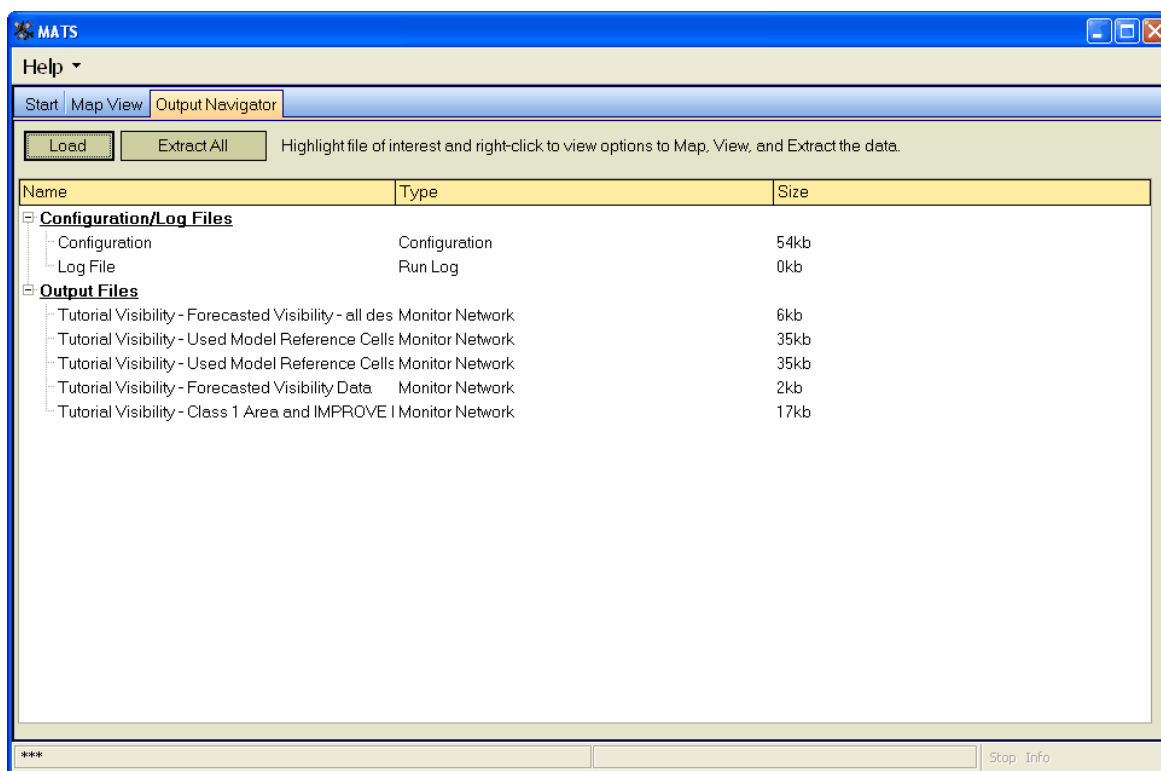 MATS
Help
Start Map View Output Navigator
Load Extract All Highlight file of interest and right-click to view options to Map, View, and Extract the data.
Name Type Size
Configuration/Log Files
Configuration Configuration 54kb
Log File Run Log 0kb
Output Files
Tutorial Visibility - Forecasted Visibility - all des Monitor Network 6kb
Tutorial Visibility - Used Model Reference Cells Monitor Network 35kb
Tutorial Visibility - Used Model Reference Cells Monitor Network 35kb
Tutorial Visibility - Forecasted Visibility Data Monitor Network 2kb
Tutorial Visibility - Class 1 Area and IMPROVE Monitor Network 17kb
*** Stop Info